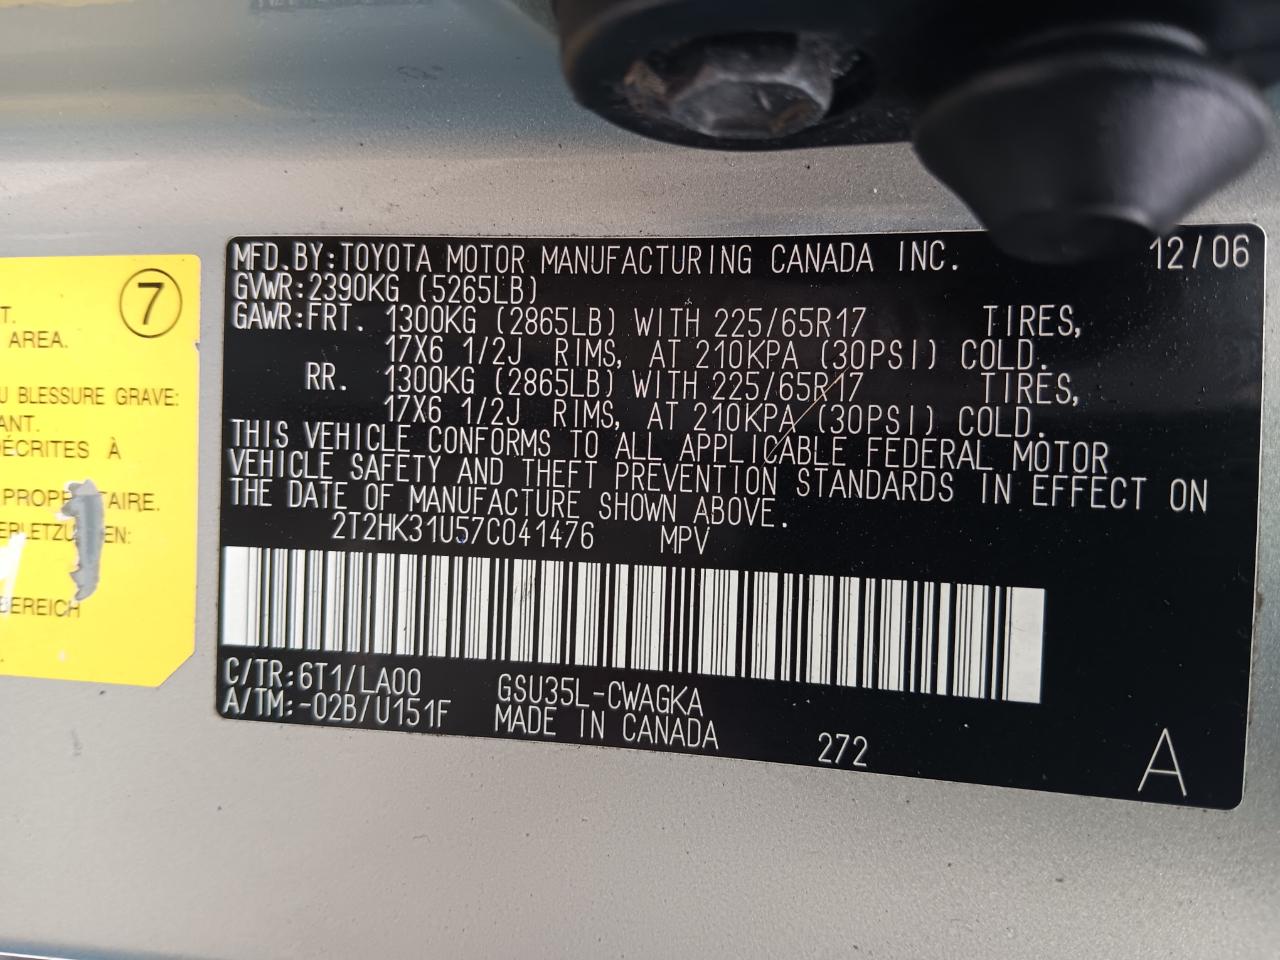 MFD.BY:TOYOTA MOTOR MANUFACTURING CANADA INC. 12/06
GVWR:2390KG (5265LB)
GAWR:FRT. 1300KG (2865LB) WITH 225/65R17 TIRES,
17X6 1/2J RIMS, AT 210KPA (30PSI) COLD.
RR. 1300KG (2865LB) WITH 225/65R17 TIRES,
17X6 1/2J RIMS, AT 210KPA (30PSI) COLD.
THIS VEHICLE CONFORMS TO ALL APPLICABLE FEDERAL MOTOR
VEHICLE SAFETY AND THEFT PREVENTION STANDARDS IN EFFECT ON
THE DATE OF MANUFACTURE SHOWN ABOVE.
2T2HK31U57C041476 MPV
C/TR:6T1/LA00 GSU35L-CWAGKA
A/TM:-02B/U151F MADE IN CANADA 272 A
7
T.
AREA.
U BLESSURE GRAVE:
ANT.
DÉCRITES À
BEREICH